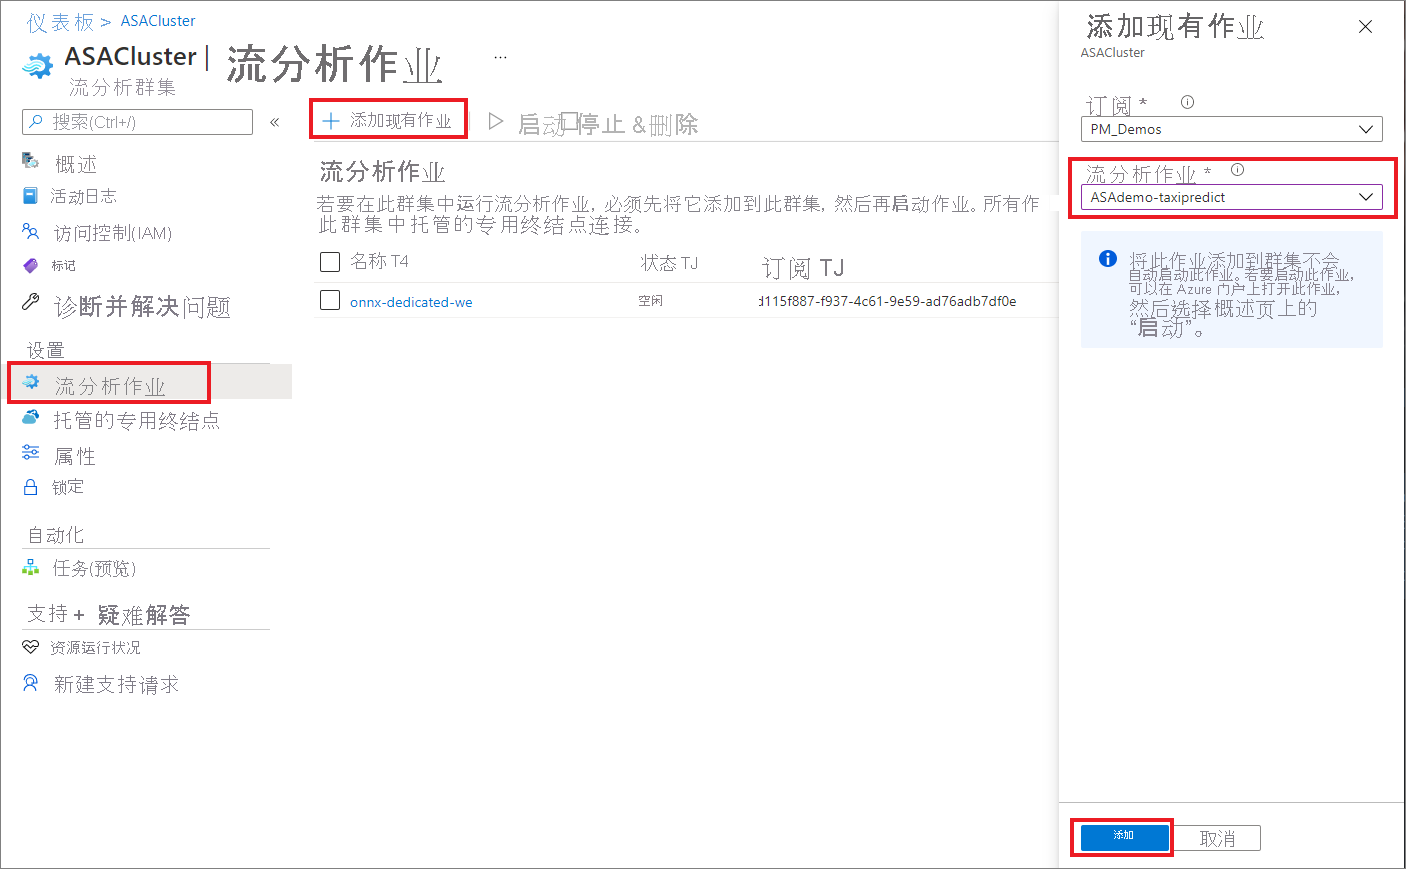 仪表板 > ASACluster
ASACluster | 流分析作业 ...
流分析群集
搜索(Ctrl+/)
«
概述
活动日志
访问控制(IAM)
标记
诊断并解决问题
设置
流分析作业
托管的专用终结点
属性
锁定
自动化
任务(预览)
支持 + 疑难解答
资源运行状况
新建支持请求
+ 添加现有作业 启动 停止 &删除
流分析作业
若要在此群集中运行流分析作业, 必须先将它添加到此群集, 然后再启动作业。所有作
此群集中托管的专用终结点连接。
名称 T4 状态 TJ 订阅 TJ
onnx-dedicated-we 空闲 d115f887-f937-4c61-9e59-ad76adb7df0e
添加现有作业
ASACluster
订阅 *
PM_Demos
流分析作业 *
ASAdemo-taxipredict
将此作业添加到群集不会
自动启动此作业。若要启动此作业,
可以在 Azure 门户上打开此作业,
然后选择概述页上的
“启动”。
添加 取消